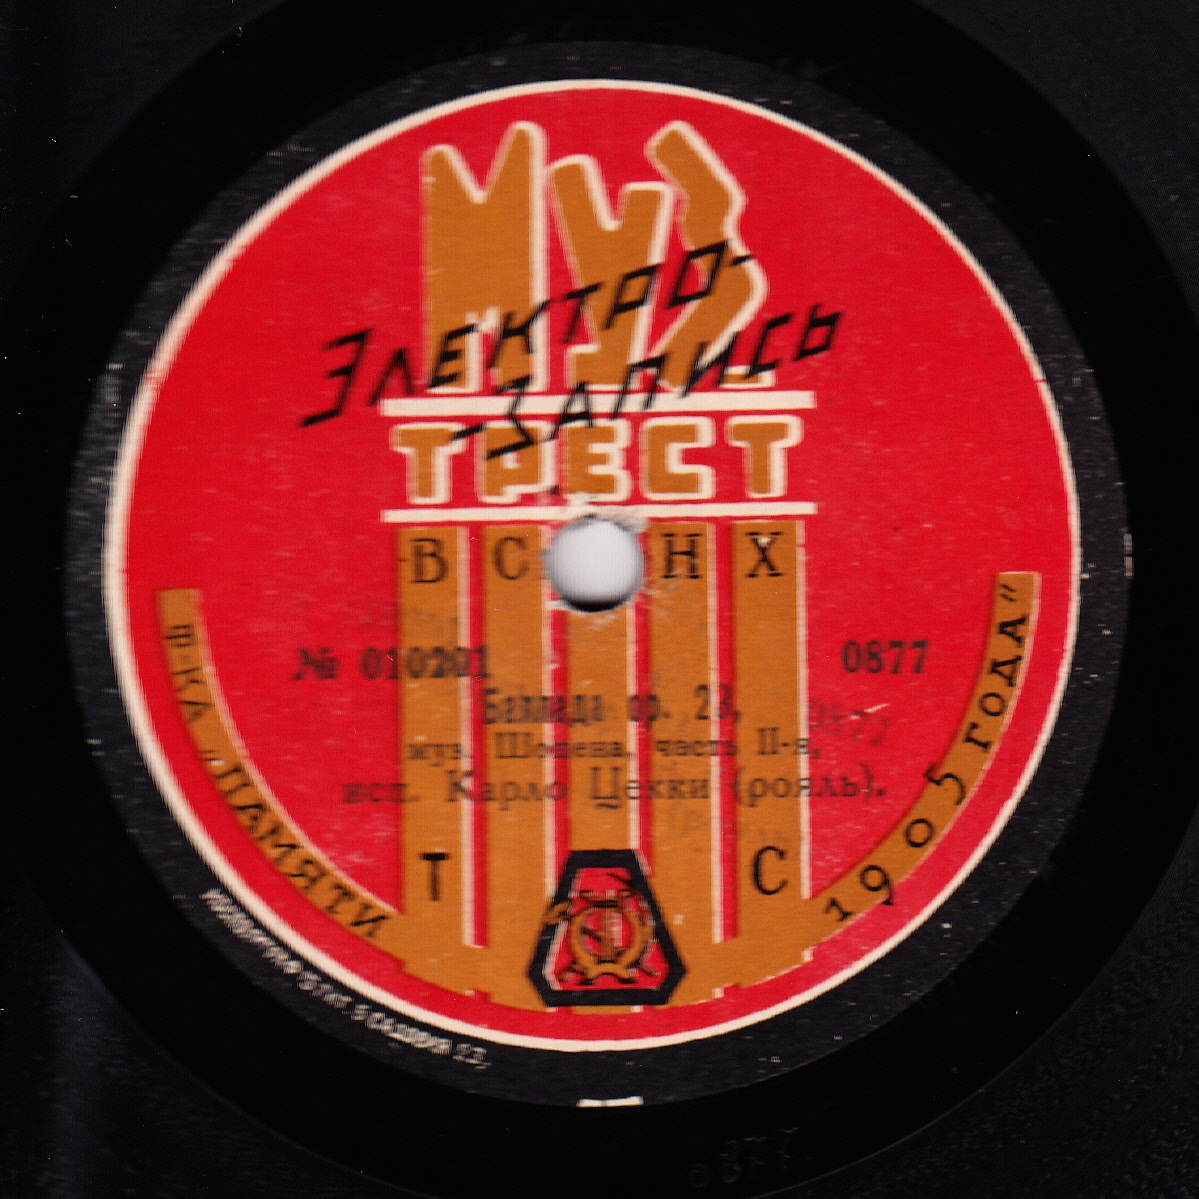 МУЗ
ЭЛЕКТРО-
-ЗАПИСЬ
ТРЕСТ
В С Н Х
№ 010201 0877
Баллада ор. 23,
муз. Шопена, часть II-я,
исп. Карло Цекки (рояль).
Т С
Ф-КА „ПАМЯТИ 1905 ГОДА"
0877